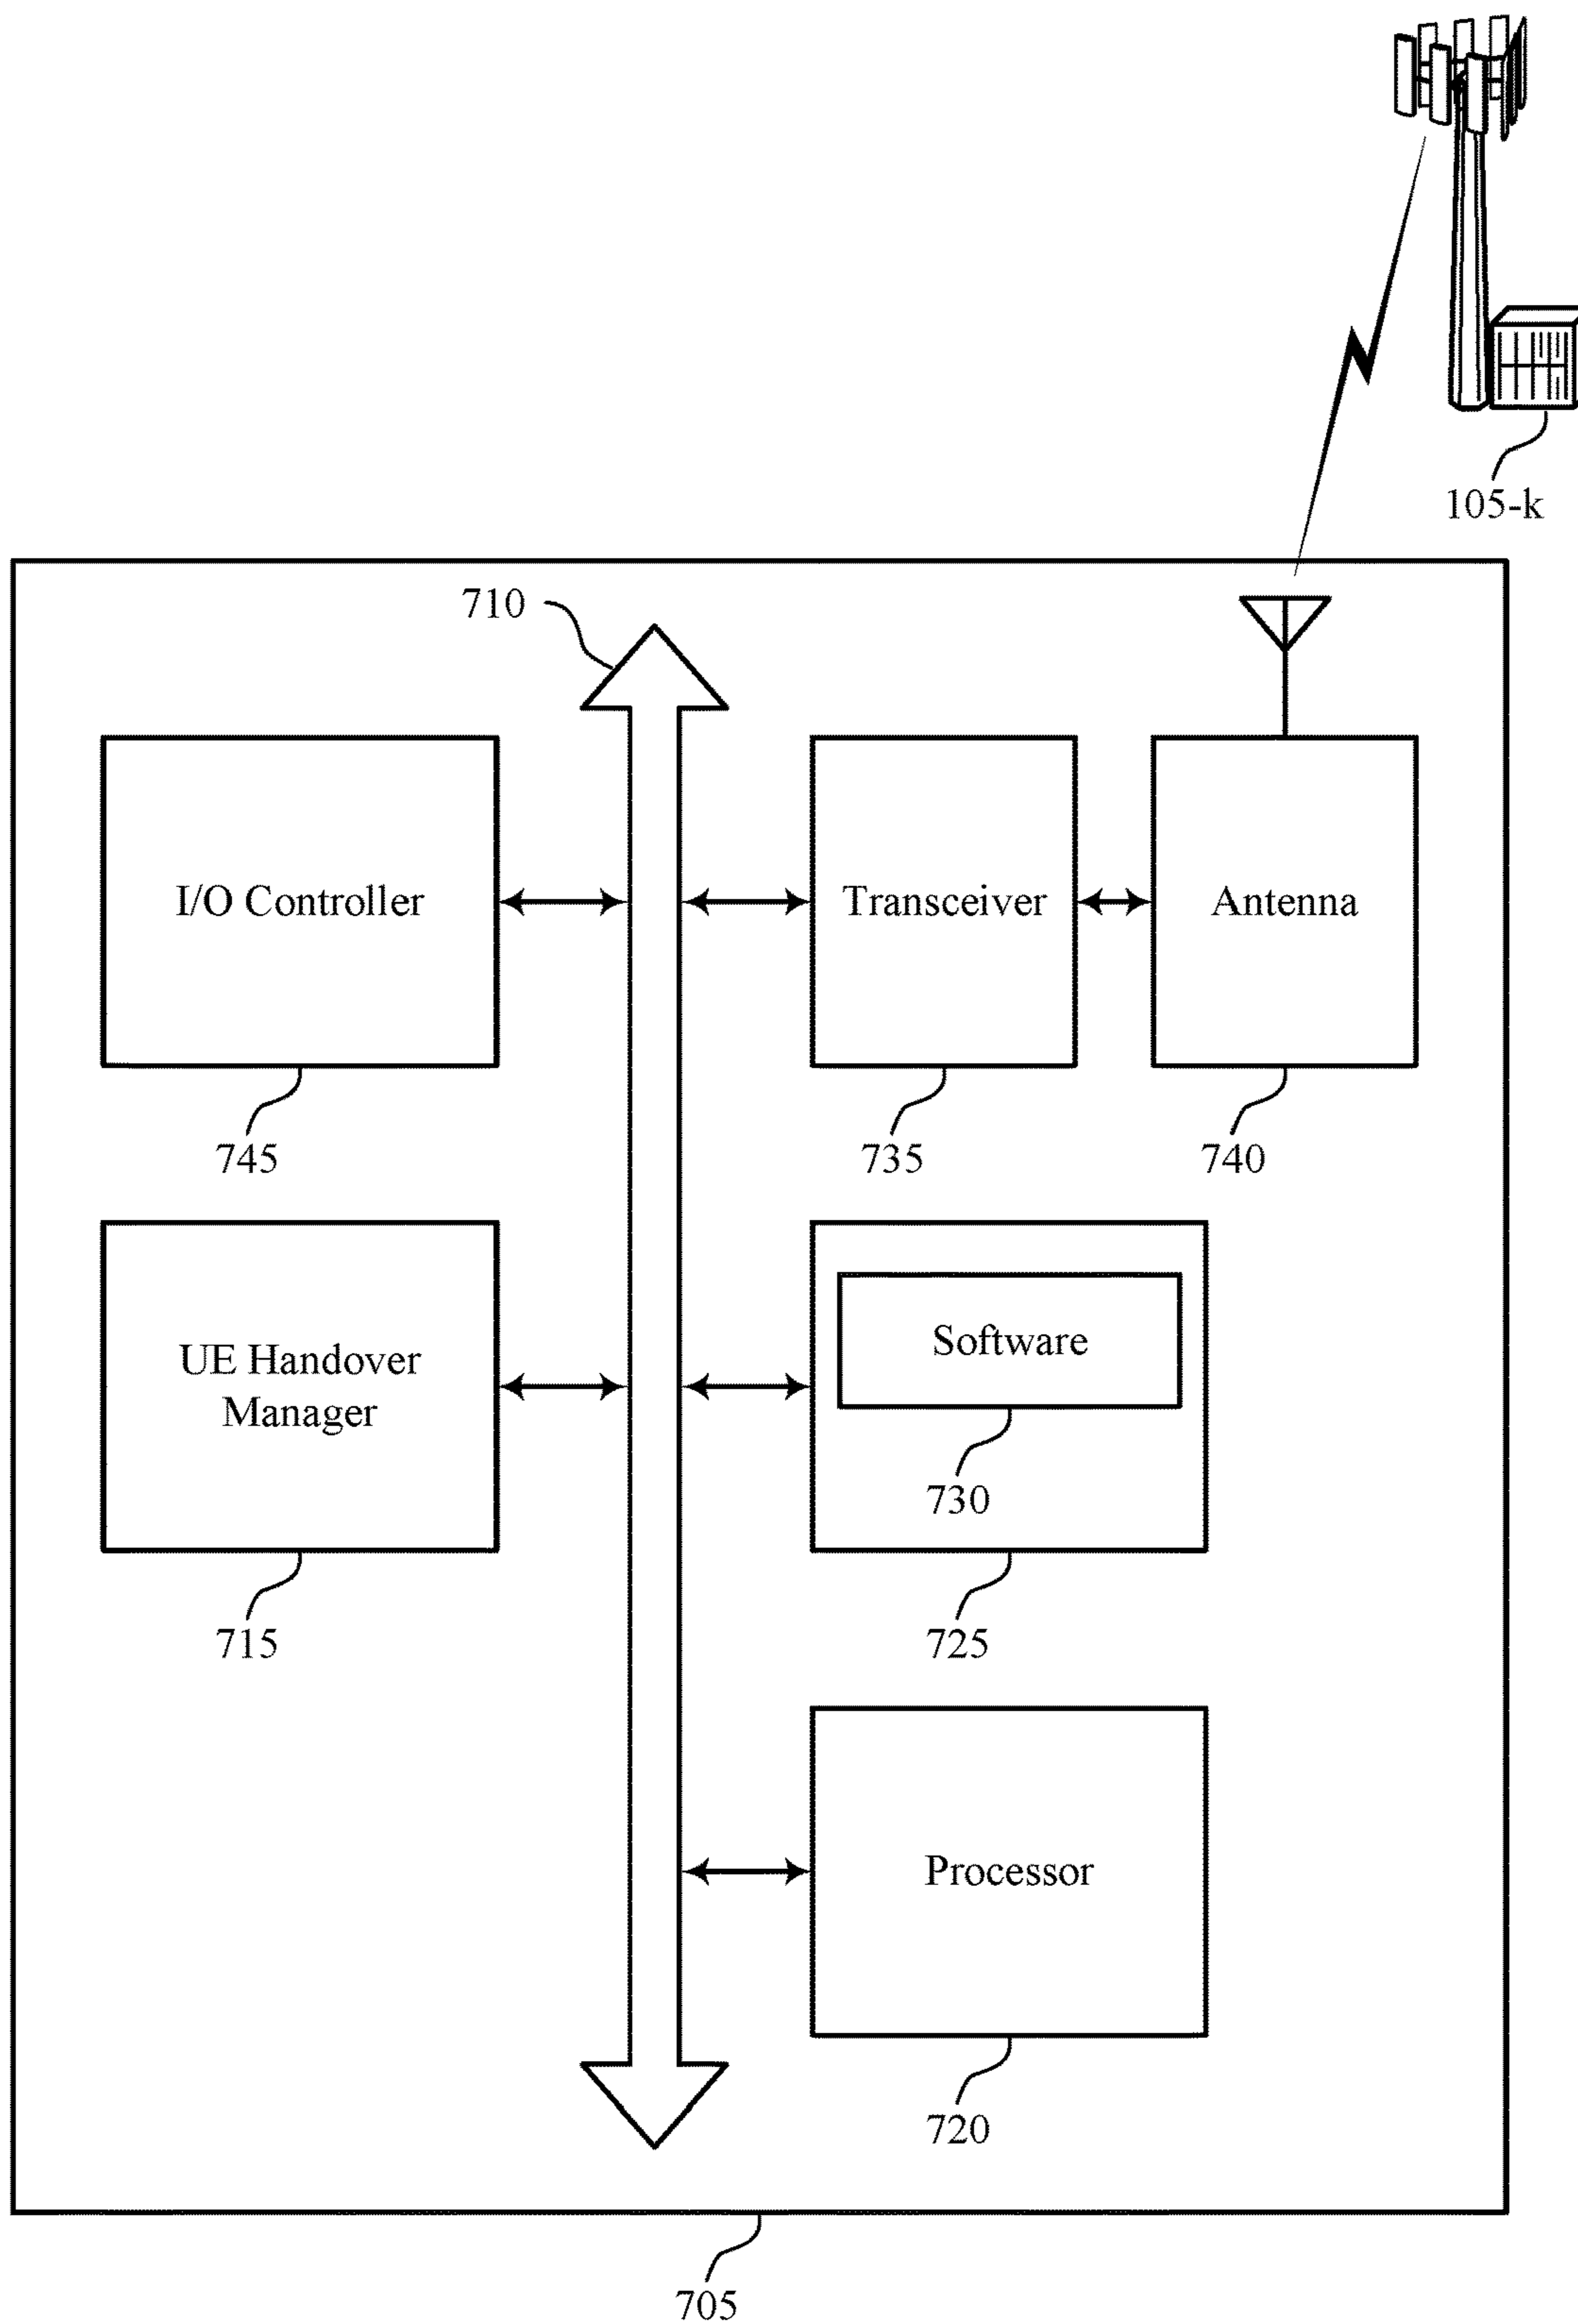 105-k
710
I/O Controller
Transceiver
Antenna
745
735
740
UE Handover
Manager
Software
730
715
725
Processor
720
705